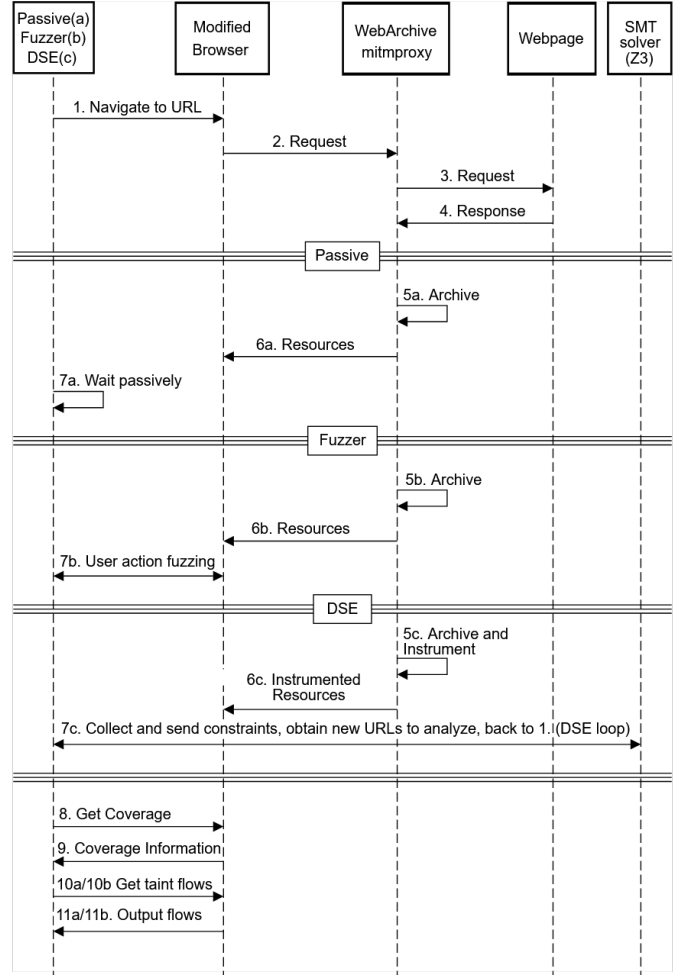 Passive(a)
Fuzzer(b)
DSE(c)
Modified
Browser
WebArchive
mitmproxy
Webpage
SMT
solver
(Z3)
1. Navigate to URL
2. Request
3. Request
4. Response
Passive
5a. Archive
6a. Resources
7a. Wait passively
Fuzzer
5b. Archive
6b. Resources
7b. User action fuzzing
DSE
5c. Archive and
Instrument
6c. Instrumented
Resources
7c. Collect and send constraints, obtain new URLs to analyze, back to 1. (DSE loop)
8. Get Coverage
9. Coverage Information
10a/10b Get taint flows
11a/11b. Output flows